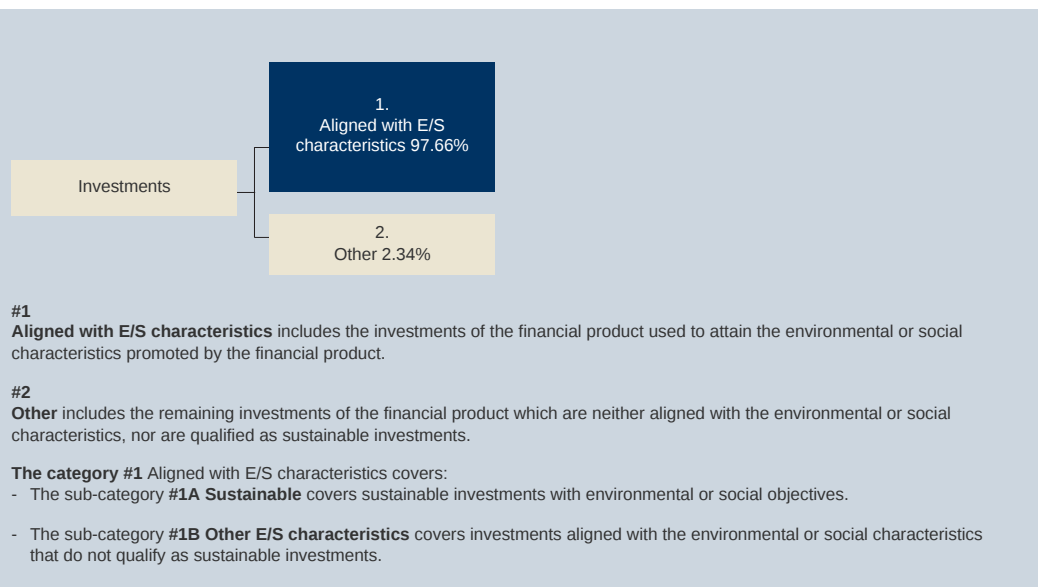 1.
Aligned with E/S
characteristics 97.66%
Investments
2.
Other 2.34%
#1
Aligned with E/S characteristics includes the investments of the financial product used to attain the environmental or social
characteristics promoted by the financial product.
#2
Other includes the remaining investments of the financial product which are neither aligned with the environmental or social
characteristics, nor are qualified as sustainable investments.
The category #1 Aligned with E/S characteristics covers:
- The sub-category #1A Sustainable covers sustainable investments with environmental or social objectives.
- The sub-category #1B Other E/S characteristics covers investments aligned with the environmental or social characteristics
that do not qualify as sustainable investments.